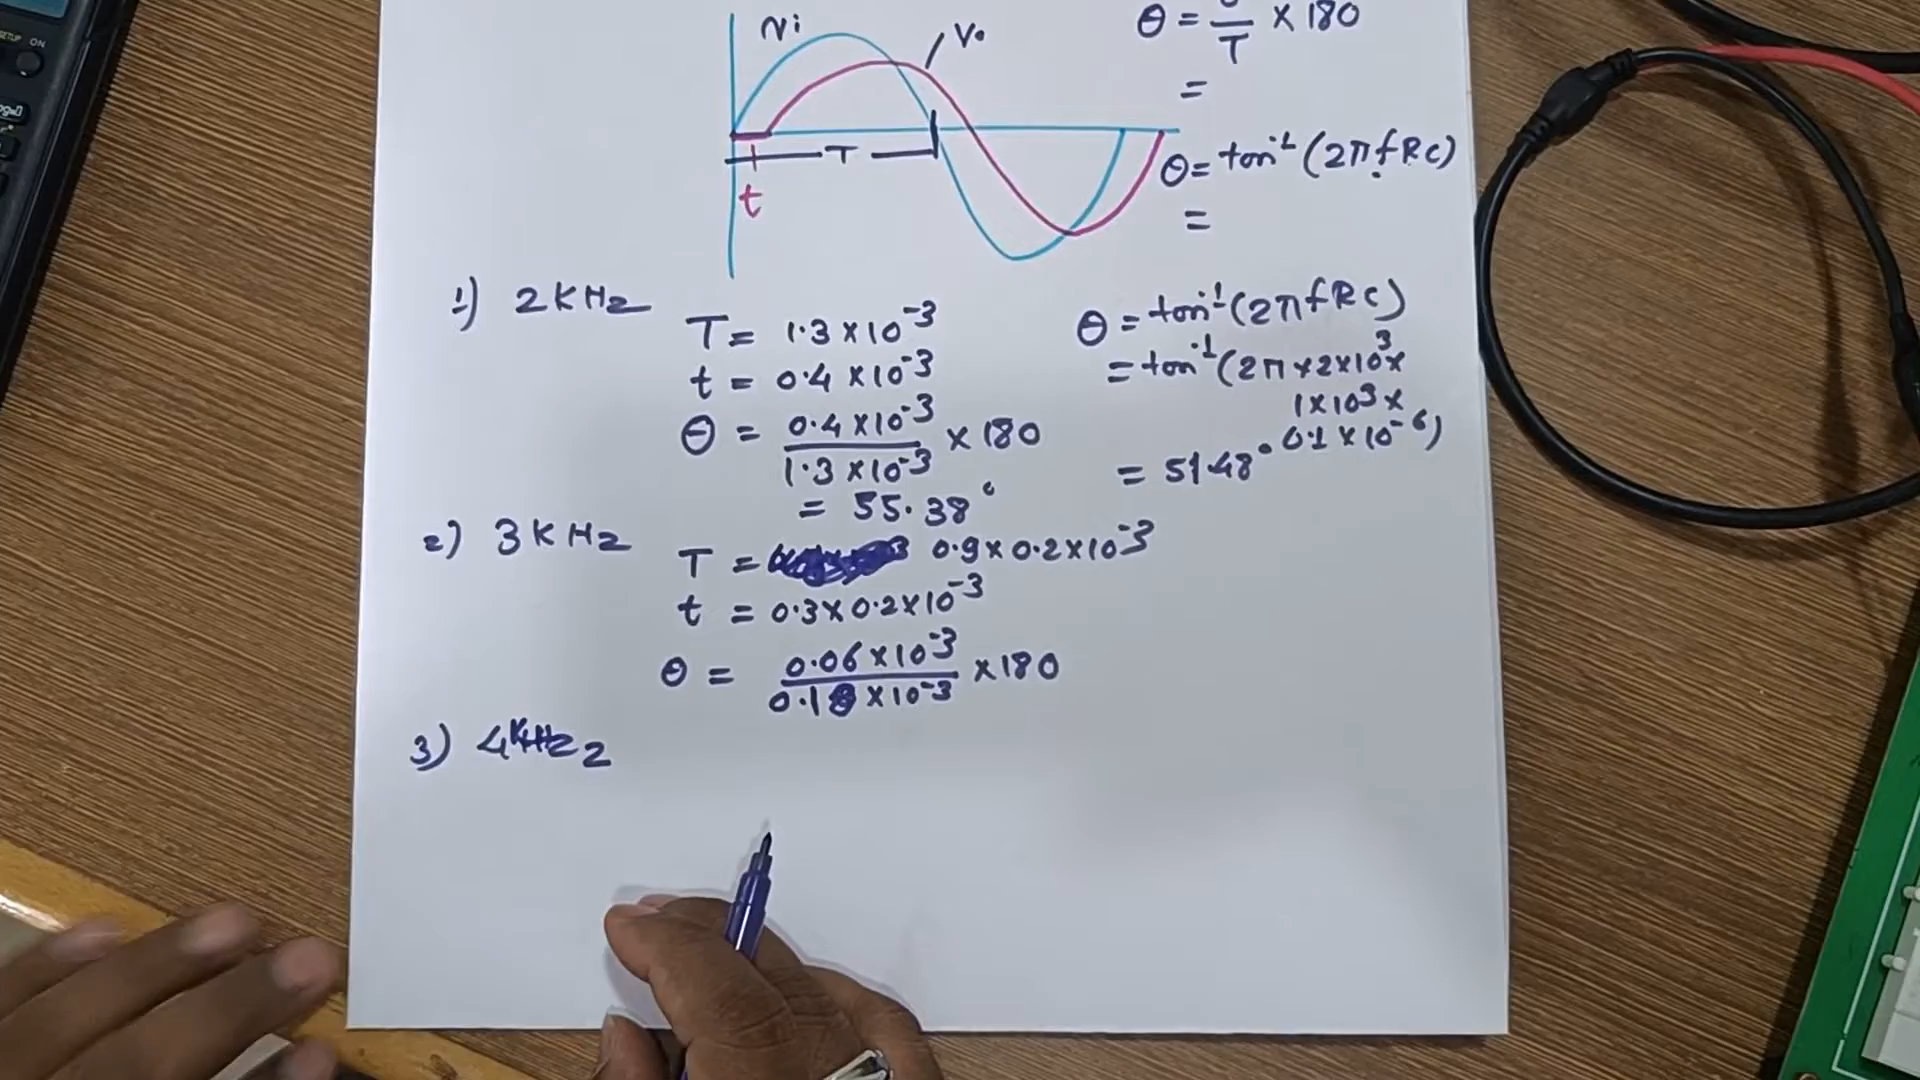 SETUP ON
Vi
Vo
θ = t/T × 180
=
T
t
θ = tan⁻¹ (2πfRC)
=
1) 2KHz
T = 1.3 × 10⁻³
t = 0.4 × 10⁻³
θ = 0.4 × 10⁻³ / 1.3 × 10⁻³ × 180
= 55.38°
θ = tan⁻¹ (2πfRC)
= tan⁻¹ (2π × 2 × 10³ ×
1 × 10³ ×
0.1 × 10⁻⁶)
= 51.48°
2) 3KHz
T = 0.9 × 0.2 × 10⁻³
t = 0.3 × 0.2 × 10⁻³
θ = 0.06 × 10⁻³ / 0.18 × 10⁻³ × 180
3) 4KHz